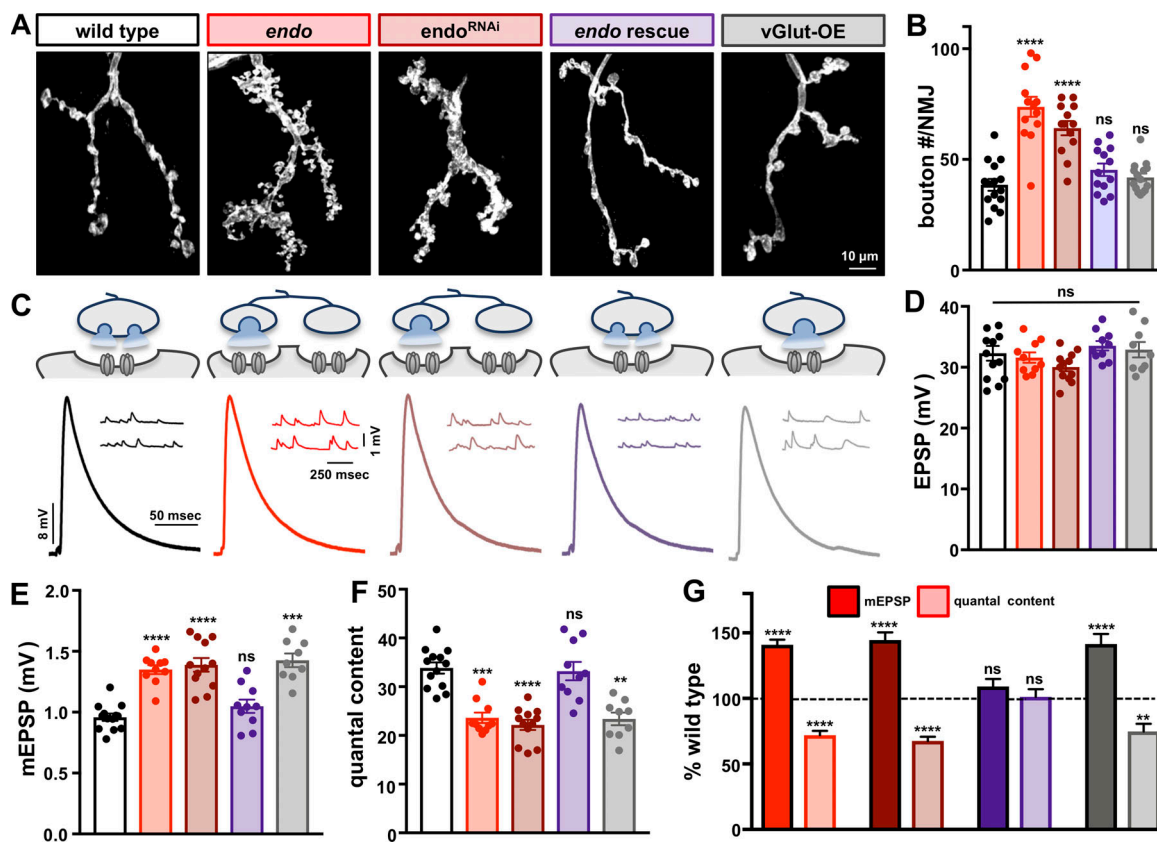 A
wild type
endo
endoRNAi
endo rescue
vGlut-OE
10 µm
B
bouton #/NMJ
100
50
0
****
****
ns
ns
C
8 mV
50 msec
1 mV
250 msec
D
EPSP (mV)
40
30
20
10
0
ns
E
mEPSP (mV)
2.0
1.5
1.0
0.5
0.0
****
****
ns
***
F
quantal content
50
40
30
20
10
0
***
****
ns
**
G
% wild type
mEPSP
quantal content
150
100
50
0
****
****
****
****
ns
ns
****
**